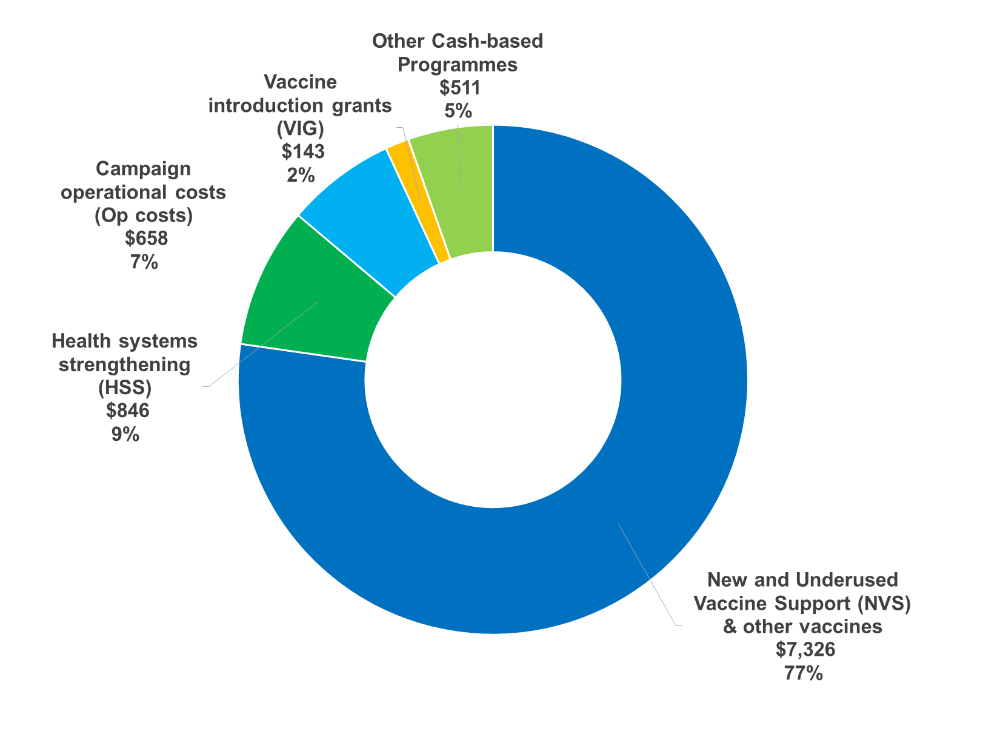 Other Cash-based
Programmes
$511
5%
Vaccine
introduction grants
(VIG)
$143
2%
Campaign
operational costs
(Op costs)
$658
7%
Health systems
strengthening
(HSS)
$846
9%
New and Underused
Vaccine Support (NVS)
& other vaccines
$7,326
77%